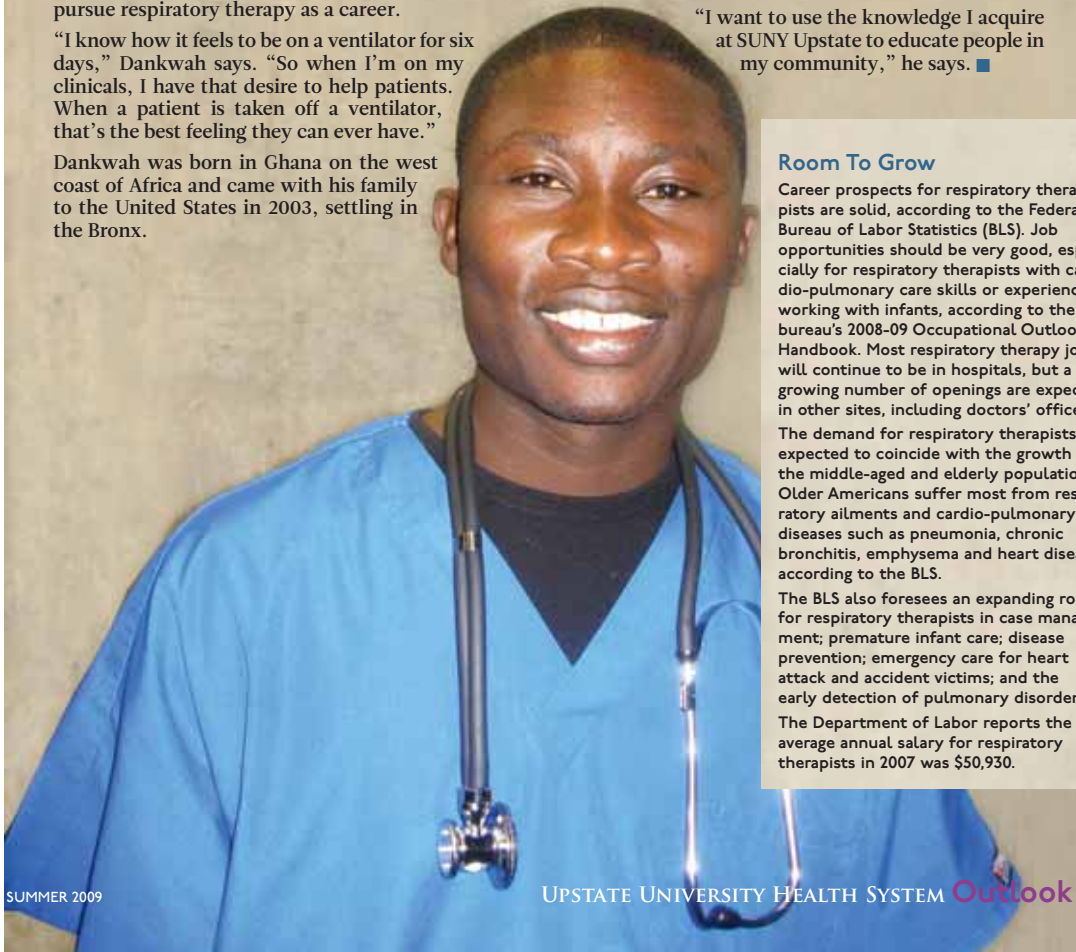 pursue respiratory therapy as a career.
“I know how it feels to be on a ventilator for six
days,” Dankwah says. “So when I’m on my
clinicals, I have that desire to help patients.
When a patient is taken off a ventilator,
that’s the best feeling they can ever have.”
Dankwah was born in Ghana on the west
coast of Africa and came with his family
to the United States in 2003, settling in
the Bronx.
“I want to use the knowledge I acquire
at SUNY Upstate to educate people in
my community,” he says. ■
Room To Grow
Career prospects for respiratory thera
pists are solid, according to the Federa
Bureau of Labor Statistics (BLS). Job
opportunities should be very good, esp
cially for respiratory therapists with ca
dio-pulmonary care skills or experienc
working with infants, according to the
bureau’s 2008-09 Occupational Outloo
Handbook. Most respiratory therapy jo
will continue to be in hospitals, but a
growing number of openings are expec
in other sites, including doctors’ office
The demand for respiratory therapists
expected to coincide with the growth
the middle-aged and elderly populatio
Older Americans suffer most from res
ratory ailments and cardio-pulmonary
diseases such as pneumonia, chronic
bronchitis, emphysema and heart disea
according to the BLS.
The BLS also foresees an expanding ro
for respiratory therapists in case mana
ment; premature infant care; disease
prevention; emergency care for heart
attack and accident victims; and the
early detection of pulmonary disorder
The Department of Labor reports the
average annual salary for respiratory
therapists in 2007 was $50,930.
SUMMER 2009
UPSTATE UNIVERSITY HEALTH SYSTEM Outlook